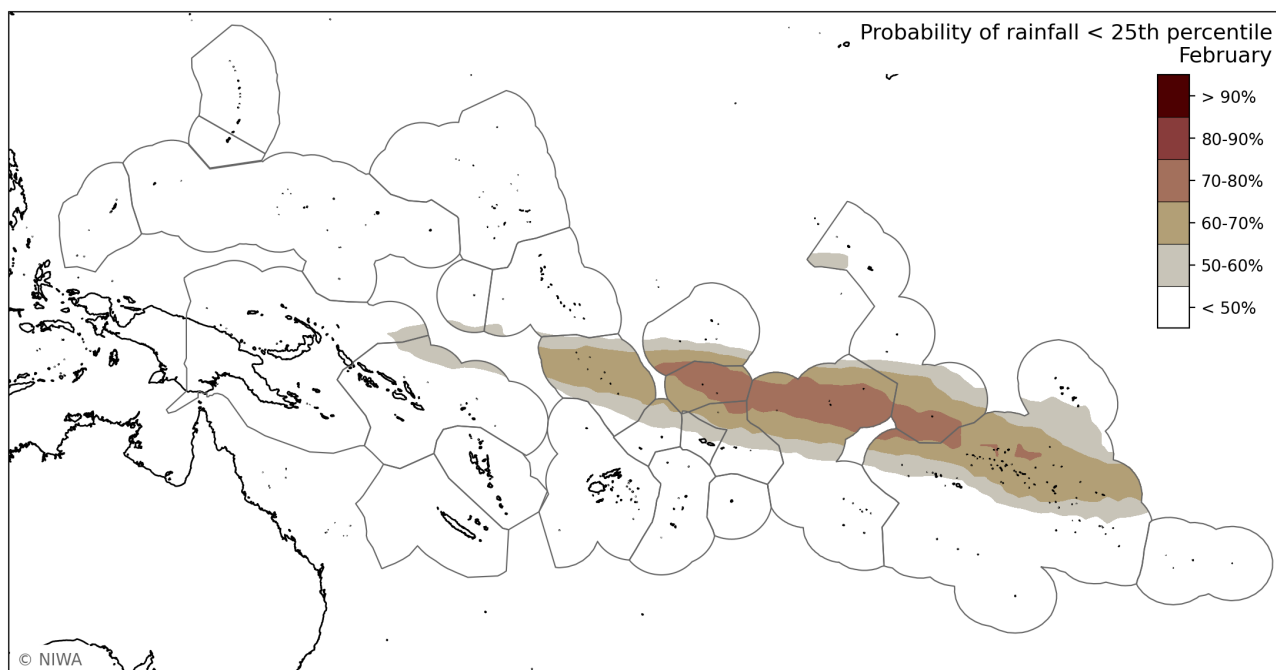 Probability of rainfall < 25th percentile
February
> 90%
80-90%
70-80%
60-70%
50-60%
< 50%
© NIWA